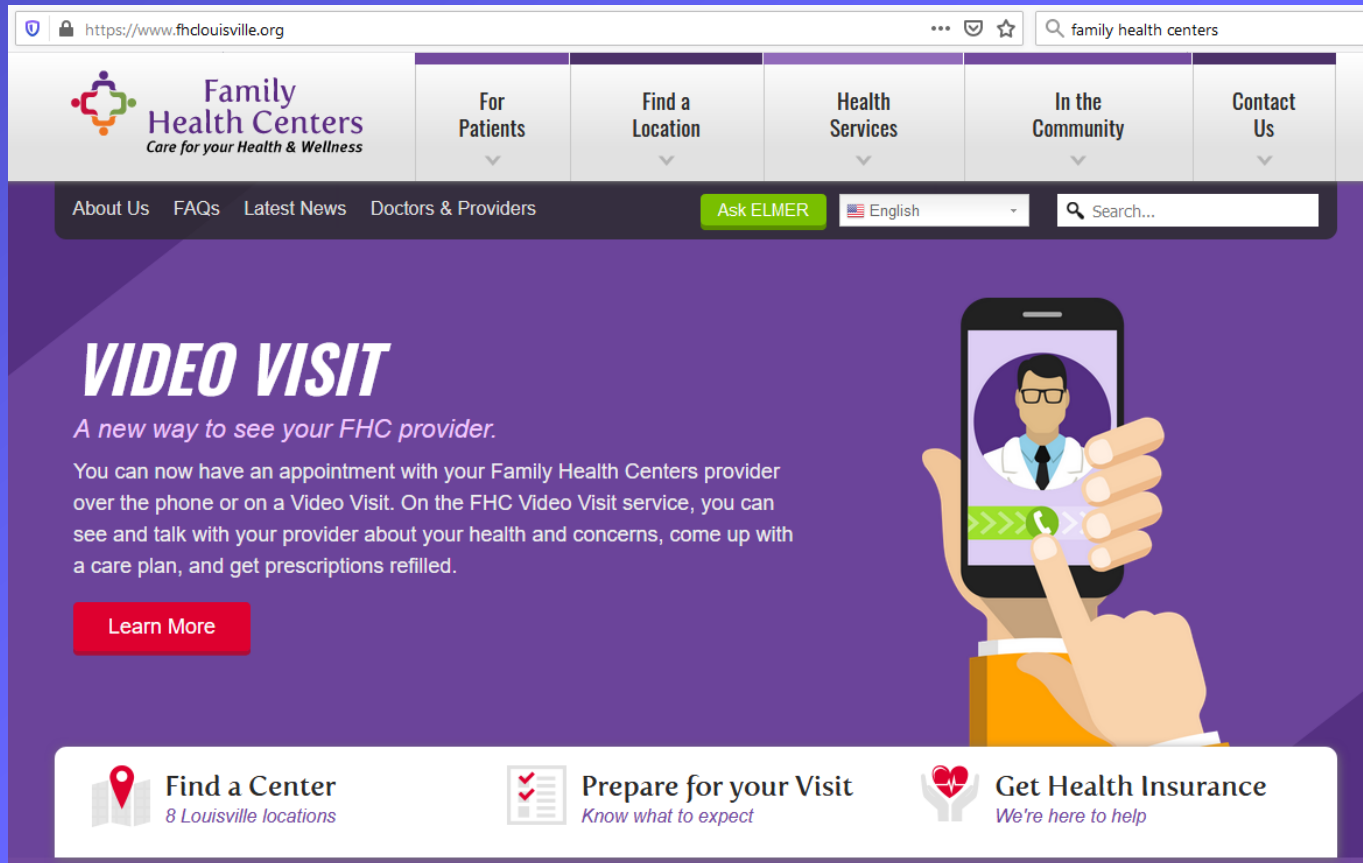 https://www.fhclouisville.org
family health centers
Family
Health Centers
Care for your Health & Wellness
For
Patients
Find a
Location
Health
Services
In the
Community
Contact
Us
About Us FAQs Latest News Doctors & Providers
Ask ELMER
English
Search...
VIDEO VISIT
A new way to see your FHC provider.
You can now have an appointment with your Family Health Centers provider
over the phone or on a Video Visit. On the FHC Video Visit service, you can
see and talk with your provider about your health and concerns, come up with
a care plan, and get prescriptions refilled.
Learn More
Find a Center
8 Louisville locations
Prepare for your Visit
Know what to expect
Get Health Insurance
We're here to help